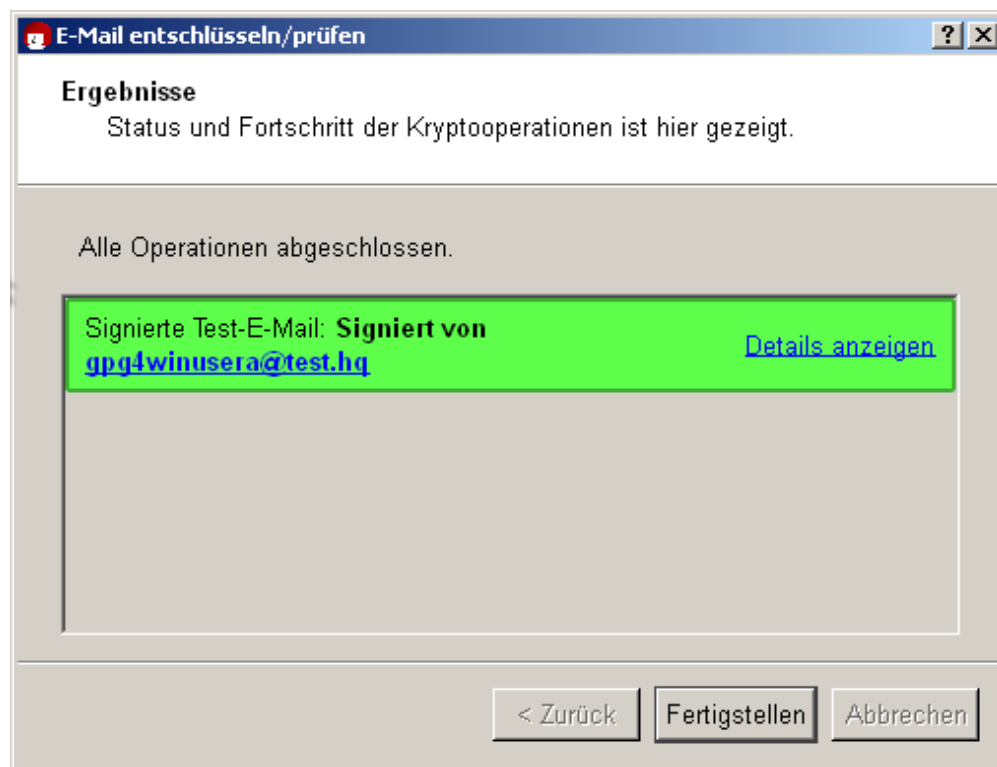 E-Mail entschlüsseln/prüfen
Ergebnisse
Status und Fortschritt der Kryptooperationen ist hier gezeigt.
Alle Operationen abgeschlossen.
Signierte Test-E-Mail: Signiert von
gpg4winusera@test.hq
Details anzeigen
< Zurück
Fertigstellen
Abbrechen